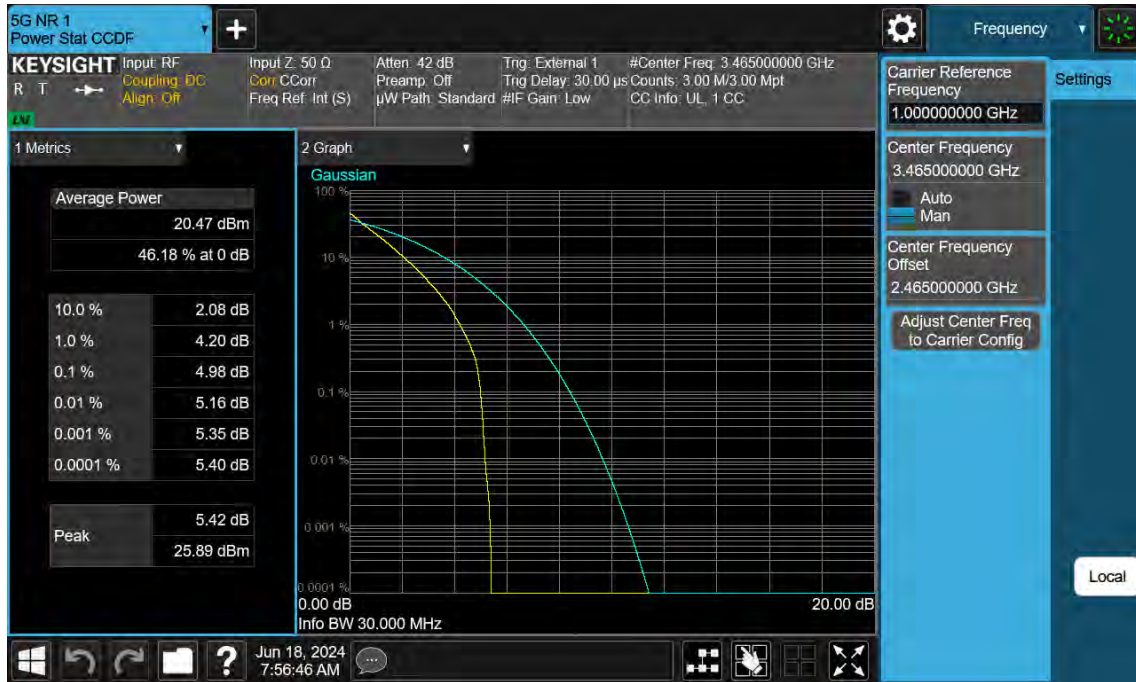 5G NR 1
Power Stat CCDF
Frequency
KEYSIGHT
R T
LNI
Input: RF
Coupling: DC
Align: Off
Input Z: 50 Ω
Corr CCorr
Freq Ref: Int (S)
Atten: 42 dB
Preamp: Off
µW Path: Standard
Trig: External 1
Trig Delay: 30.00 µs
#IF Gain: Low
#Center Freq: 3.465000000 GHz
Counts: 3.00 M/3.00 Mpt
CC Info: UL, 1 CC
1 Metrics
Average Power
20.47 dBm
46.18 % at 0 dB
10.0 % 2.08 dB
1.0 % 4.20 dB
0.1 % 4.98 dB
0.01 % 5.16 dB
0.001 % 5.35 dB
0.0001 % 5.40 dB
Peak
5.42 dB
25.89 dBm
2 Graph
Gaussian
100 %
10 %
1 %
0.1 %
0.01 %
0.001 %
0.0001 %
0.00 dB 20.00 dB
Info BW 30.000 MHz
Carrier Reference
Frequency
1.000000000 GHz
Center Frequency
3.465000000 GHz
Auto
Man
Center Frequency
Offset
2.465000000 GHz
Adjust Center Freq
to Carrier Config
Settings
Local
Jun 18, 2024
7:56:46 AM